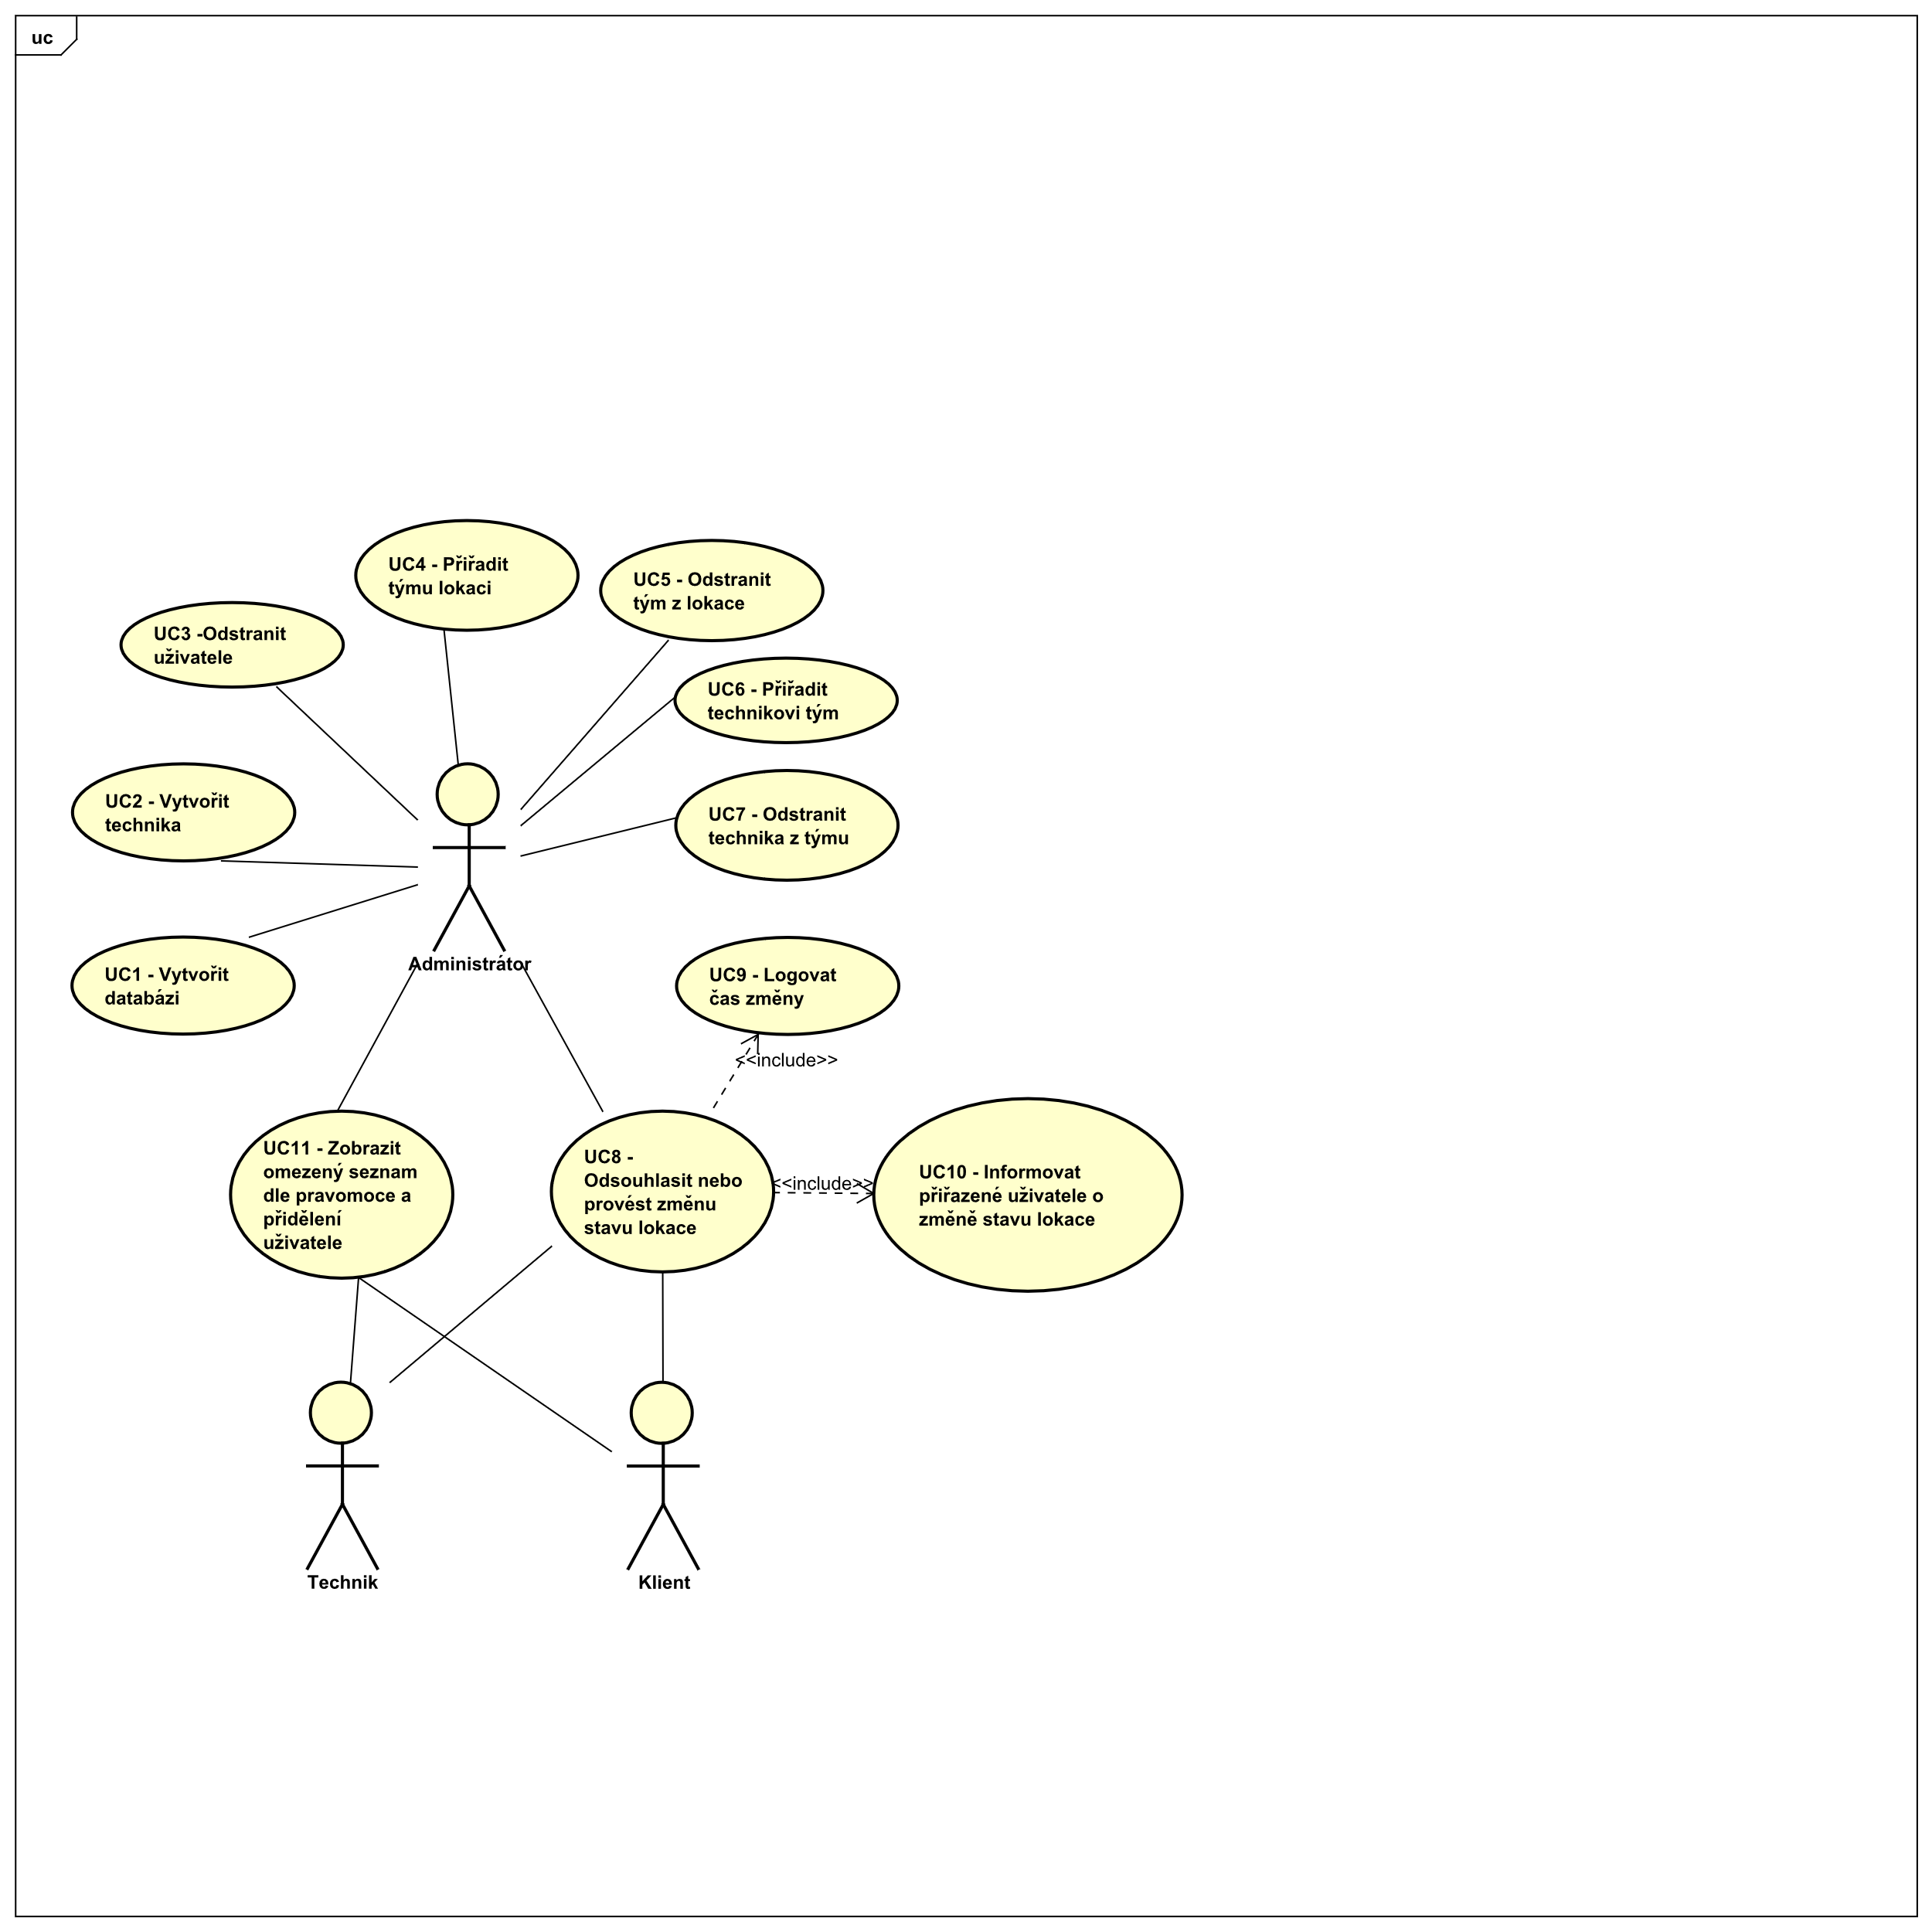 uc
UC4 - Přiřadit
týmu lokaci
UC5 - Odstranit
tým z lokace
UC3 -Odstranit
uživatele
UC6 - Přiřadit
technikovi tým
UC2 - Vytvořit
technika
UC7 - Odstranit
technika z týmu
Administrátor
UC1 - Vytvořit
databázi
UC9 - Logovat
čas změny
<<include>>
UC11 - Zobrazit
omezený seznam
dle pravomoce a
přidělení
uživatele
UC8 -
Odsouhlasit nebo
provést změnu
stavu lokace
<<include>>
UC10 - Informovat
přiřazené uživatele o
změně stavu lokace
Technik
Klient